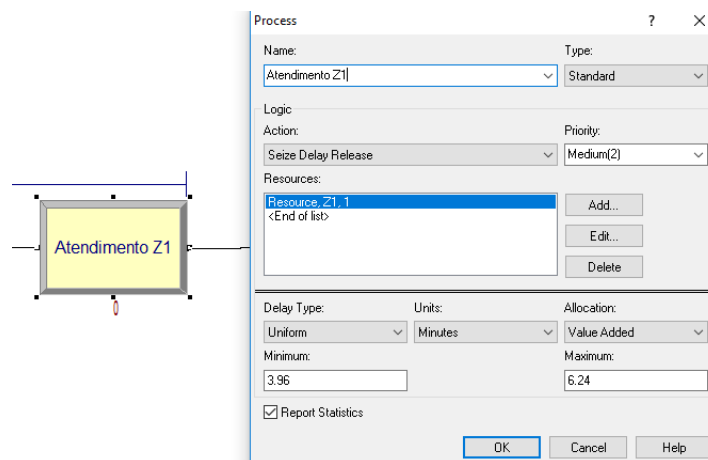 Process ? X
Name: Type:
Atendimento Z1 Standard
Logic
Action: Priority:
Seize Delay Release Medium(2)
Resources:
Resource, Z1, 1
<End of list>
Add...
Edit...
Delete
Atendimento Z1
0
Delay Type: Units: Allocation:
Uniform Minutes Value Added
Minimum: Maximum:
3.96 6.24
Report Statistics
OK Cancel Help